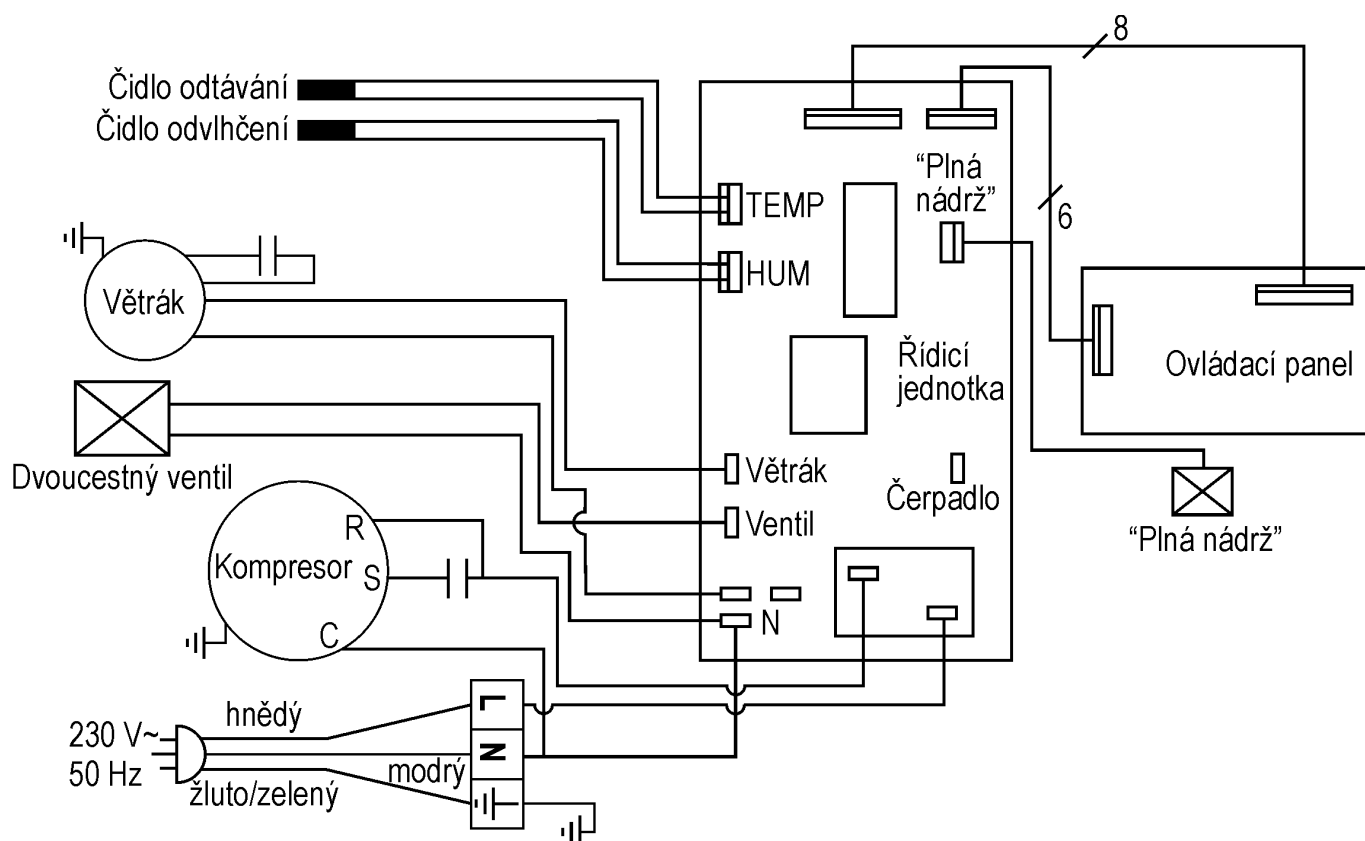 8
Čidlo odtávání
Čidlo odvlhčení
“Plná
nádrž”
TEMP
6
HUM
Větrák
Řídicí
jednotka
Ovládací panel
Dvoucestný ventil
Větrák
Čerpadlo
Ventil
“Plná nádrž”
R
Kompresor
S
N
C
L
hnědý
230 V~
N
modrý
50 Hz
žluto/zelený